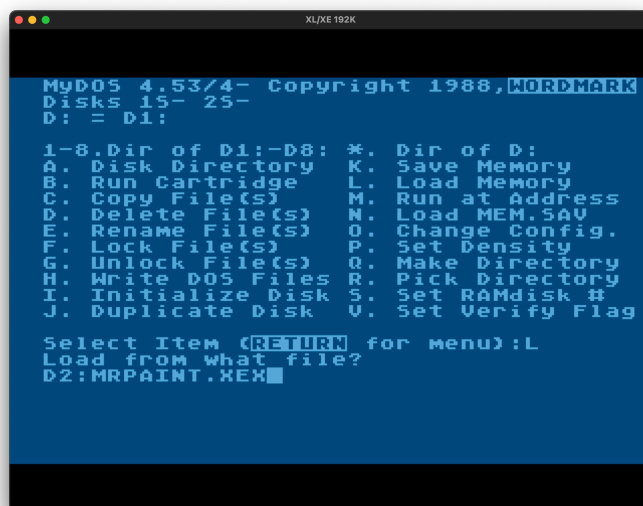 XL/XE 192K
MyDOS 4.53/4- Copyright 1988,WORDMARK
Disks 1S- 2S-
D: = D1:
1-8.Dir of D1:-D8: *. Dir of D:
A. Disk Directory K. Save Memory
B. Run Cartridge L. Load Memory
C. Copy File(s) M. Run at Address
D. Delete File(s) N. Load MEM.SAV
E. Rename File(s) O. Change Config.
F. Lock File(s) P. Set Density
G. Unlock File(s) Q. Make Directory
H. Write DOS Files R. Pick Directory
I. Initialize Disk S. Set RAMdisk #
J. Duplicate Disk V. Set Verify Flag
Select Item (RETURN for menu):L
Load from what file?
D2:MRPAINT.XEX